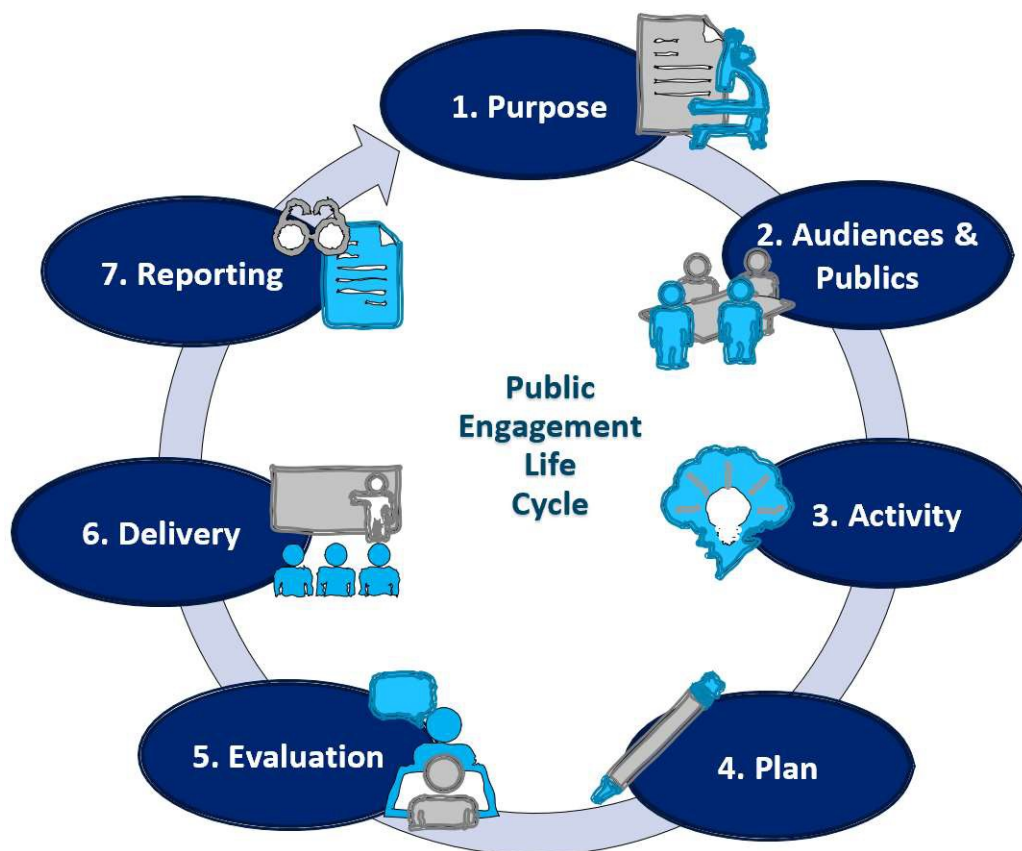 1. Purpose
2. Audiences &
Publics
3. Activity
4. Plan
5. Evaluation
6. Delivery
7. Reporting
Public
Engagement
Life
Cycle